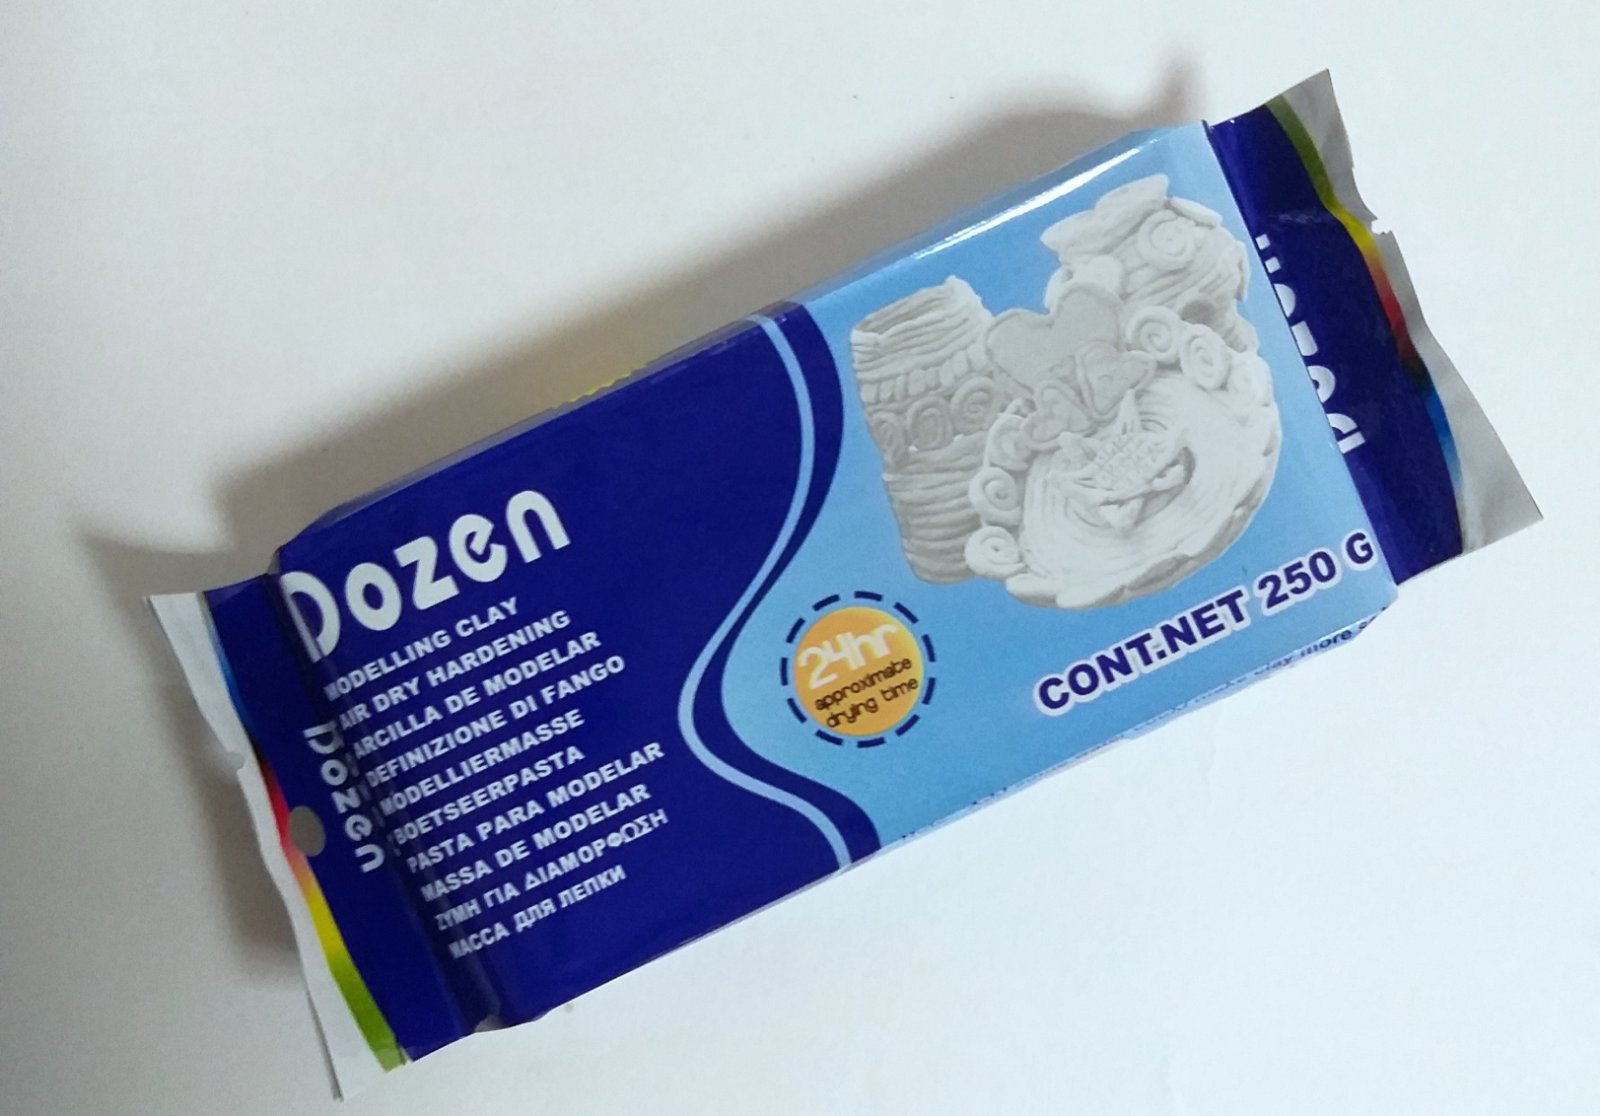 Dozen
MODELLING CLAY
AIR DRY HARDENING
ARCILLA DE MODELAR
DEFINIZIONE DI FANGO
MODELLIERMASSE
BOETSEERPASTA
PASTA PARA MODELAR
MASSA DE MODELAR
ΖΥΜΗ ΓΙΑ ΔΙΑΜΟΡΦΩΣΗ
МАССА ДЛЯ ЛЕПКИ
Dozen
24hr
approximate
drying time
CONT.NET 250 G